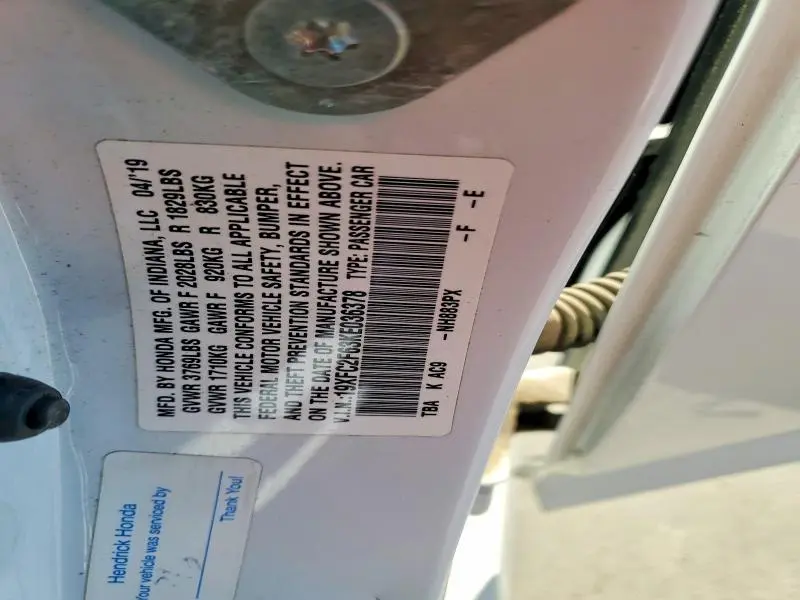 MFD. BY HONDA MFG. OF INDIANA, LLC 04/'19
GVWR 3769LBS GAWR F 2028LBS R 1829LBS
GVWR 1710KG GAWR F 920KG R 830KG
THIS VEHICLE CONFORMS TO ALL APPLICABLE
FEDERAL MOTOR VEHICLE SAFETY, BUMPER,
AND THEFT PREVENTION STANDARDS IN EFFECT
ON THE DATE OF MANUFACTURE SHOWN ABOVE.
V.I.N.:19XFC2F63KE036378 TYPE: PASSENGER CAR
TBA K AC9 -NH883PX -F -E
Hendrick Honda
Your vehicle was serviced by
Thank You!